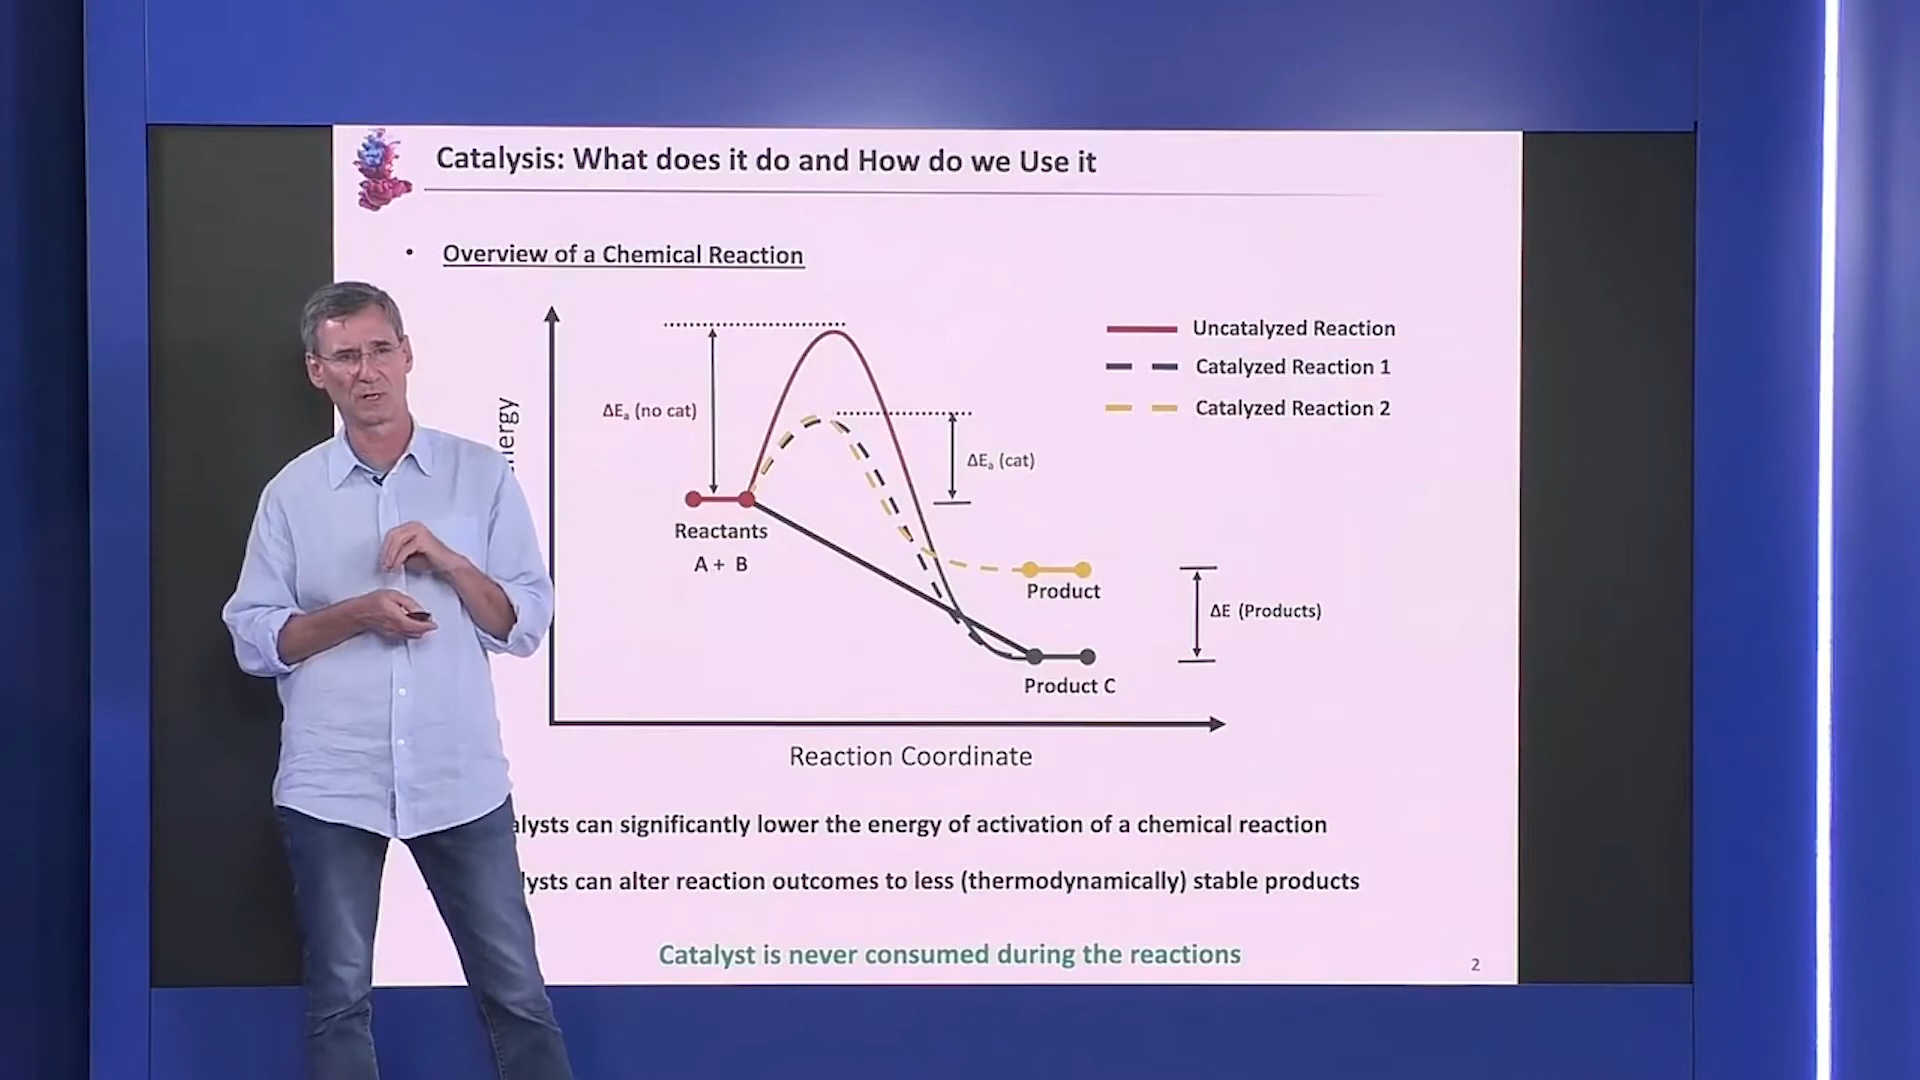 Catalysis: What does it do and How do we Use it
• Overview of a Chemical Reaction
Uncatalyzed Reaction
Catalyzed Reaction 1
Catalyzed Reaction 2
ΔEₐ (no cat)
ΔEₐ (cat)
nergy
Reactants
A + B
Product
ΔE (Products)
Product C
Reaction Coordinate
alysts can significantly lower the energy of activation of a chemical reaction
lysts can alter reaction outcomes to less (thermodynamically) stable products
Catalyst is never consumed during the reactions
2